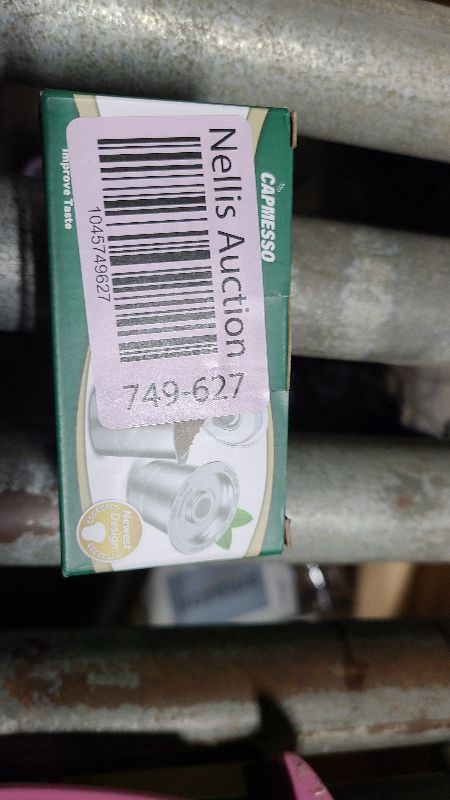 CAPMESSO
Nellis Auction
1045749627
749-627
Improve Taste
Newest
Design